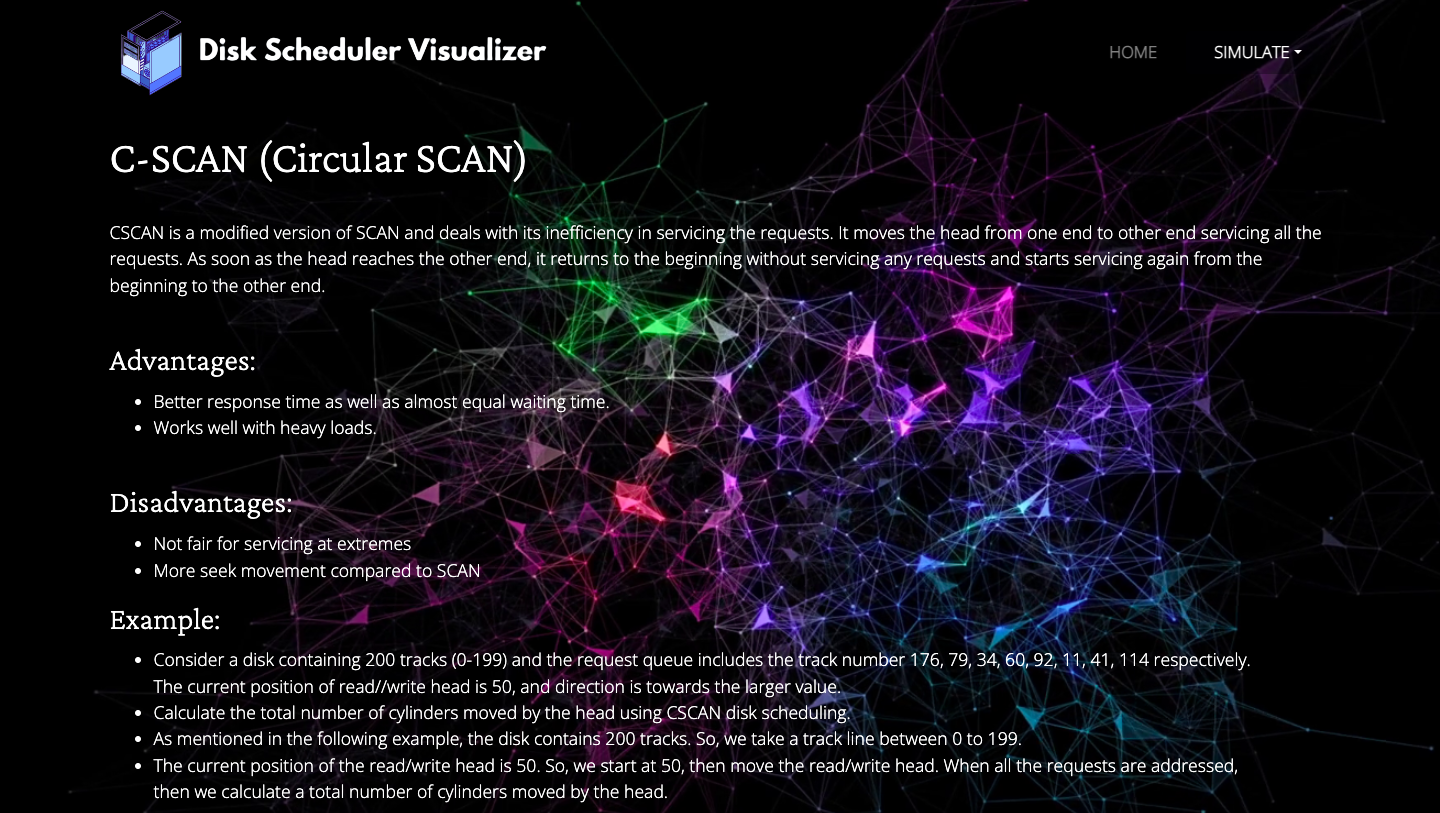 Disk Scheduler Visualizer
HOME
SIMULATE
C-SCAN (Circular SCAN)
CSCAN is a modified version of SCAN and deals with its inefficiency in servicing the requests. It moves the head from one end to other end servicing all the
requests. As soon as the head reaches the other end, it returns to the beginning without servicing any requests and starts servicing again from the
beginning to the other end.
Advantages:
• Better response time as well as almost equal waiting time.
• Works well with heavy loads.
Disadvantages:
• Not fair for servicing at extremes
• More seek movement compared to SCAN
Example:
• Consider a disk containing 200 tracks (0-199) and the request queue includes the track number 176, 79, 34, 60, 92, 11, 41, 114 respectively.
The current position of read//write head is 50, and direction is towards the larger value.
• Calculate the total number of cylinders moved by the head using CSCAN disk scheduling.
• As mentioned in the following example, the disk contains 200 tracks. So, we take a track line between 0 to 199.
• The current position of the read/write head is 50. So, we start at 50, then move the read/write head. When all the requests are addressed,
then we calculate a total number of cylinders moved by the head.